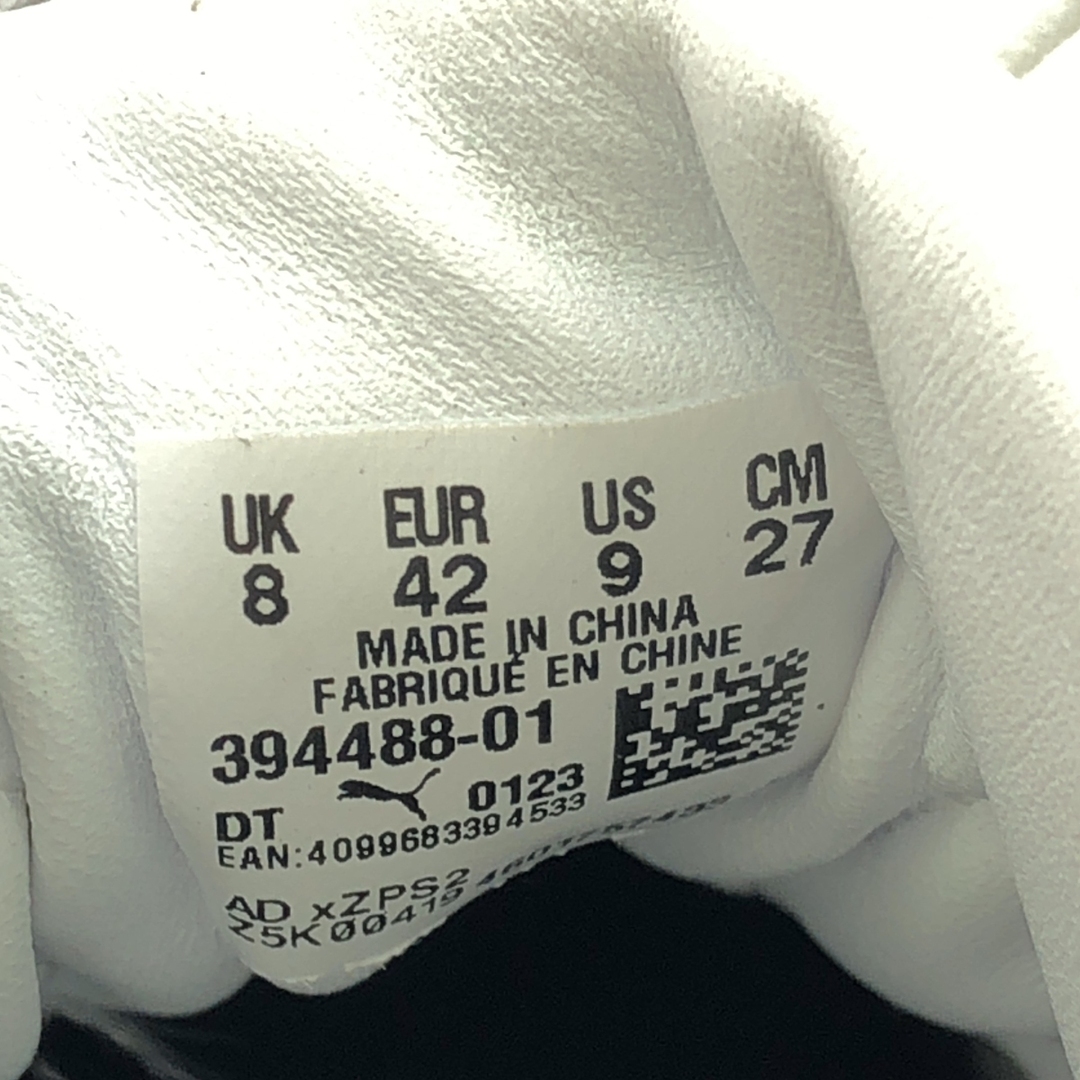 UK EUR US CM
8 42 9 27
MADE IN CHINA
FABRIQUÉ EN CHINE
394488-01
DT 0123
EAN:4099683394533
AD xZPS2